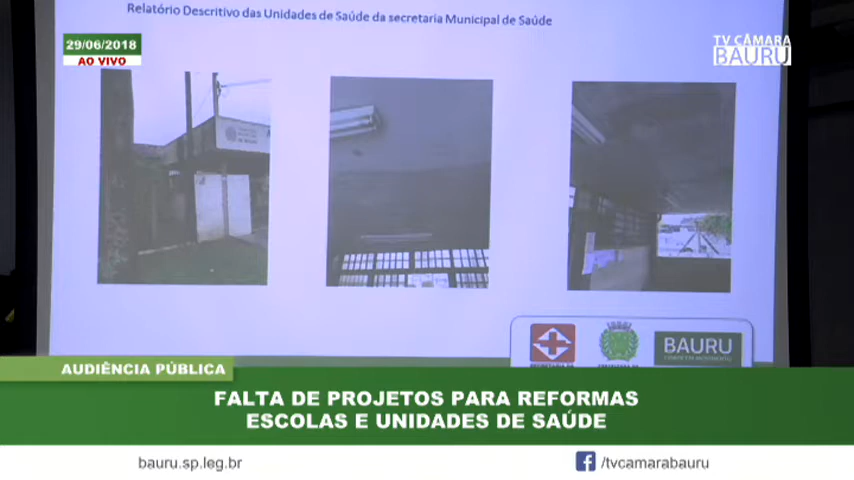 Relatório Descritivo das Unidades de Saúde da secretaria Municipal de Saúde
29/06/2018
AO VIVO
TV CÂMARA
BAURU
BAURU
AUDIÊNCIA PÚBLICA
FALTA DE PROJETOS PARA REFORMAS
ESCOLAS E UNIDADES DE SAÚDE
bauru.sp.leg.br
/tvcamarabauru